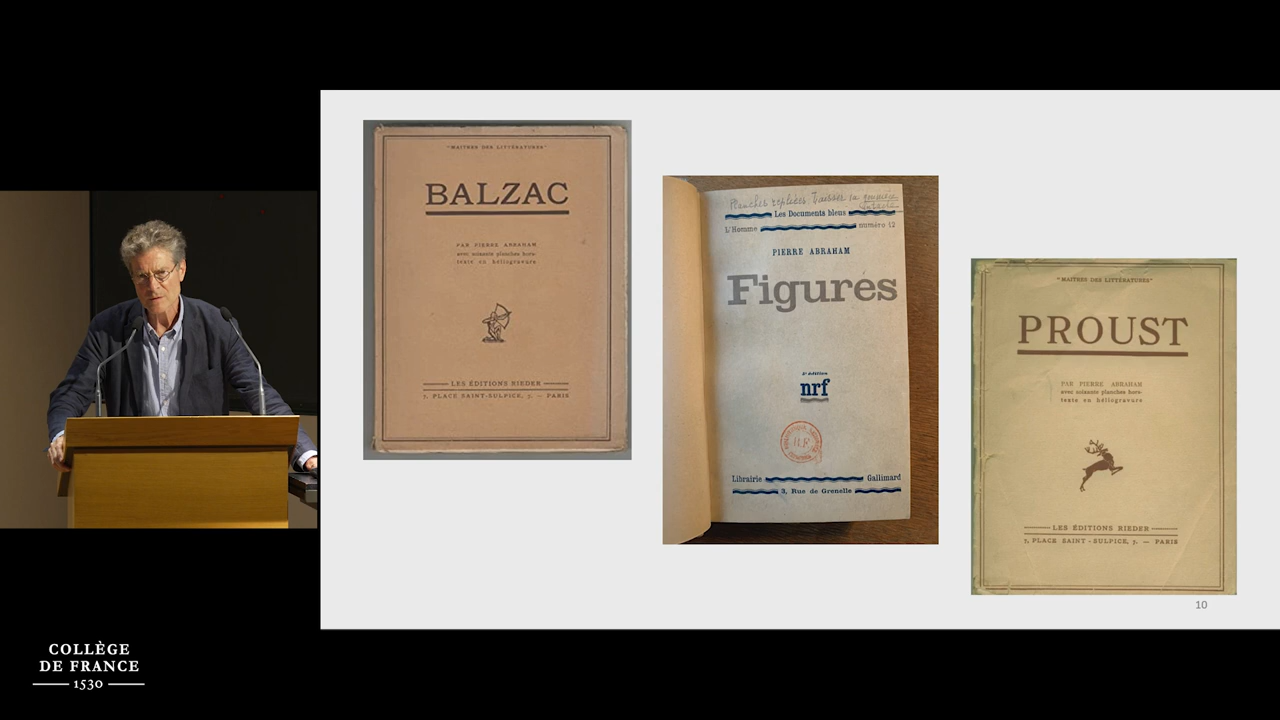 "MAITRES DES LITTÉRATURES"
BALZAC
PAR PIERRE ABRAHAM
avec soixante planches hors-
texte en héliogravure
LES ÉDITIONS RIEDER
7, PLACE SAINT-SULPICE, 7. — PARIS
Les Documents bleus
L'Homme numéro 12
PIERRE ABRAHAM
Figures
nrf
Librairie Gallimard
3, Rue de Grenelle
"MAITRES DES LITTÉRATURES"
PROUST
PAR PIERRE ABRAHAM
avec soixante planches hors-
texte en héliogravure
LES ÉDITIONS RIEDER
7, PLACE SAINT-SULPICE, 7. — PARIS
10
COLLÈGE
DE FRANCE
1530